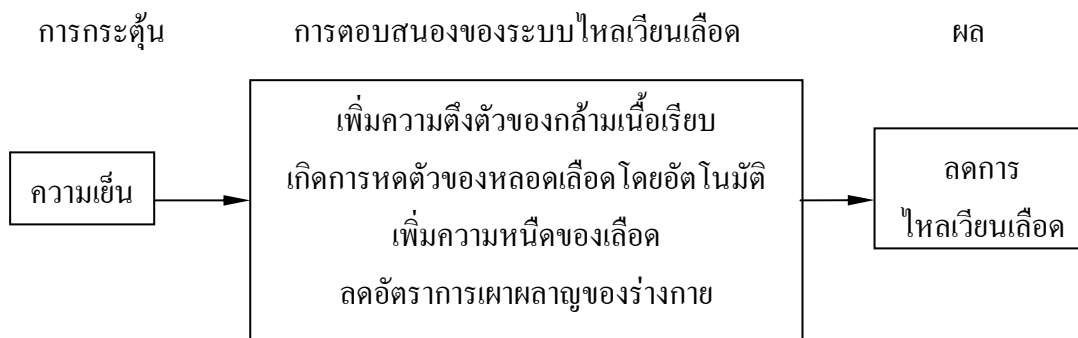 การกระตุ้น การตอบสนองของระบบไหลเวียนเลือด ผล
เพิ่มความตึงตัวของกล้ามเนื้อเรียบ
ความเย็น
เกิดการหดตัวของหลอดเลือดโดยอัตโนมัติ
เพิ่มความหนืดของเลือด
ลดอัตราการเผาผลาญของร่างกาย
ลดการ
ไหลเวียนเลือด